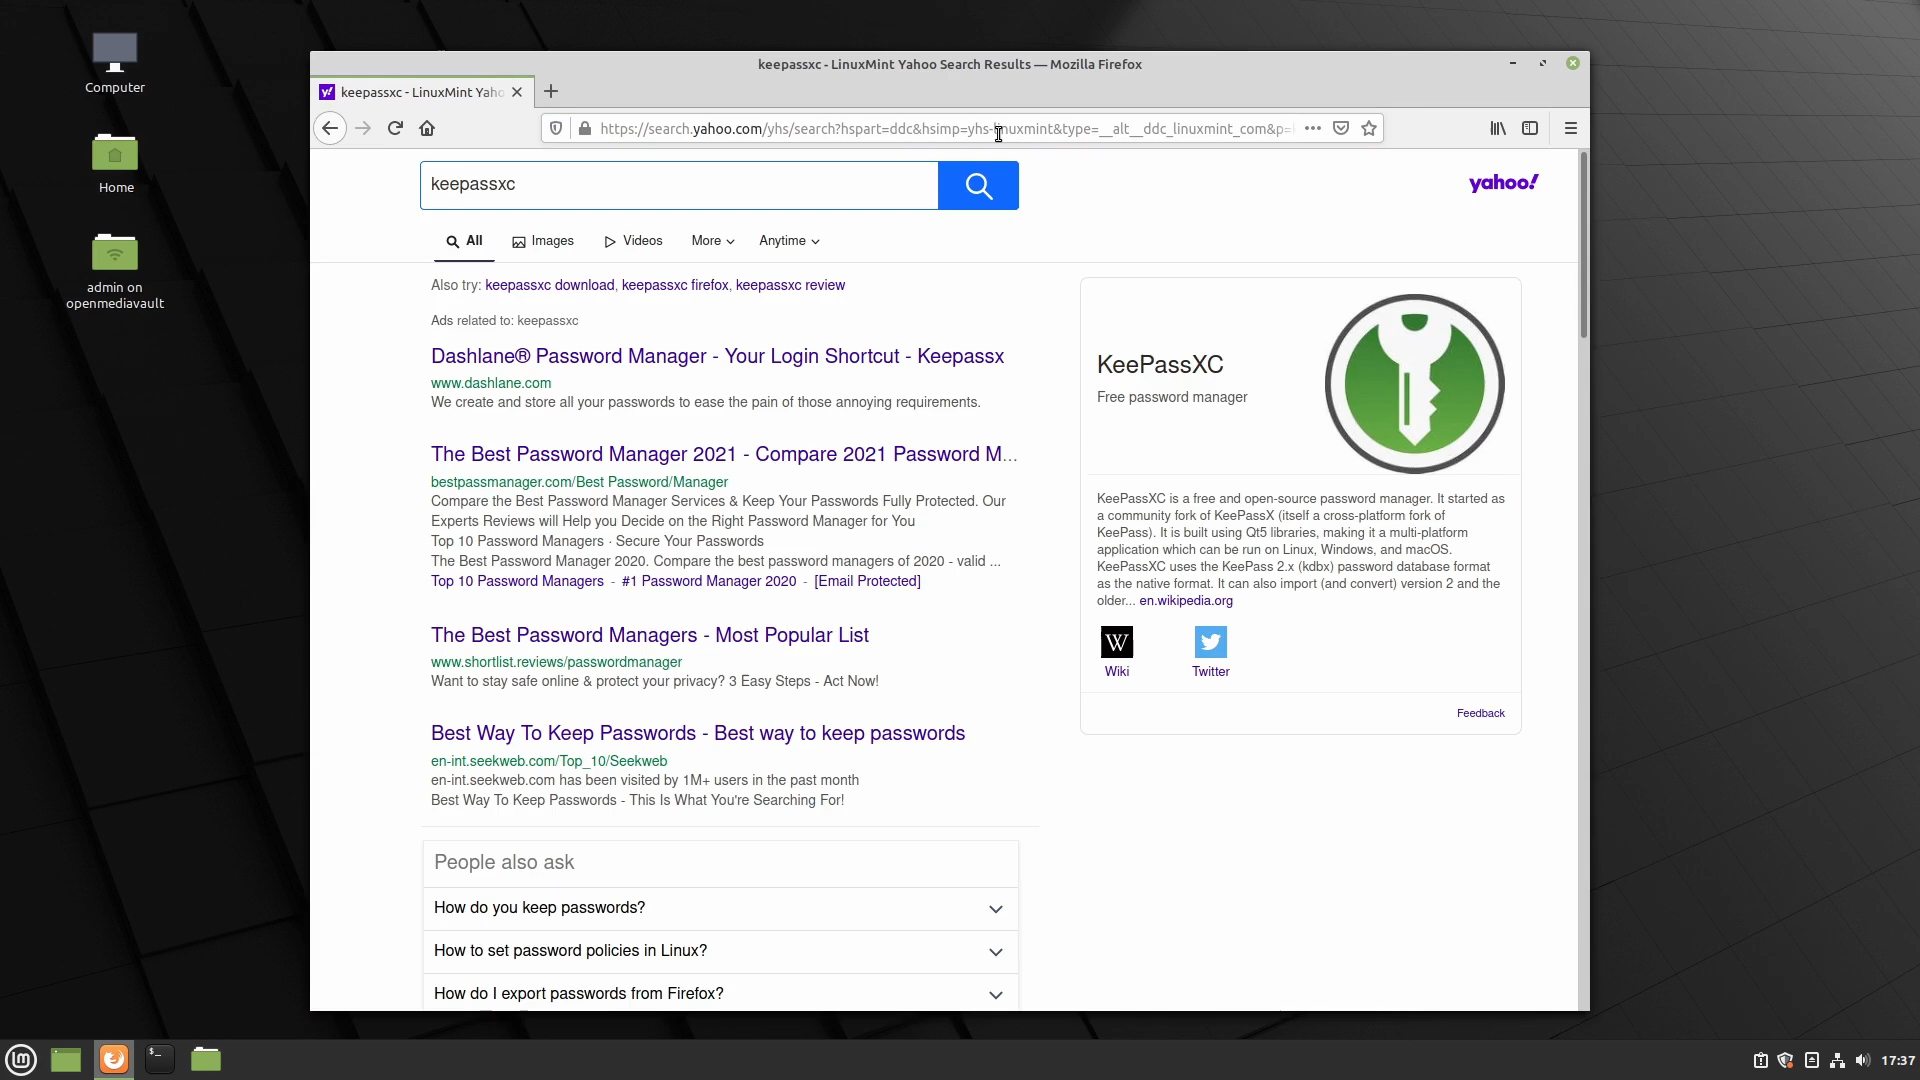 Computer
Home
admin on
openmediavault
keepassxc - LinuxMint Yahoo Search Results — Mozilla Firefox
keepassxc - LinuxMint Yaho
https://search.yahoo.com/yhs/search?hspart=ddc&hsimp=yhs-linuxmint&type=__alt__ddc_linuxmint_com&p=
keepassxc
yahoo!
All Images Videos More Anytime
Also try: keepassxc download, keepassxc firefox, keepassxc review
Ads related to: keepassxc
Dashlane® Password Manager - Your Login Shortcut - Keepassx
www.dashlane.com
We create and store all your passwords to ease the pain of those annoying requirements.
The Best Password Manager 2021 - Compare 2021 Password M...
bestpassmanager.com/Best Password/Manager
Compare the Best Password Manager Services & Keep Your Passwords Fully Protected. Our
Experts Reviews will Help you Decide on the Right Password Manager for You
Top 10 Password Managers · Secure Your Passwords
The Best Password Manager 2020. Compare the best password managers of 2020 - valid ...
Top 10 Password Managers - #1 Password Manager 2020 - [Email Protected]
The Best Password Managers - Most Popular List
www.shortlist.reviews/passwordmanager
Want to stay safe online & protect your privacy? 3 Easy Steps - Act Now!
Best Way To Keep Passwords - Best way to keep passwords
en-int.seekweb.com/Top_10/Seekweb
en-int.seekweb.com has been visited by 1M+ users in the past month
Best Way To Keep Passwords - This Is What You're Searching For!
People also ask
How do you keep passwords?
How to set password policies in Linux?
How do I export passwords from Firefox?
KeePassXC
Free password manager
KeePassXC is a free and open-source password manager. It started as
a community fork of KeePassX (itself a cross-platform fork of
KeePass). It is built using Qt5 libraries, making it a multi-platform
application which can be run on Linux, Windows, and macOS.
KeePassXC uses the KeePass 2.x (kdbx) password database format
as the native format. It can also import (and convert) version 2 and the
older... en.wikipedia.org
W
Wiki Twitter
Feedback
17:37